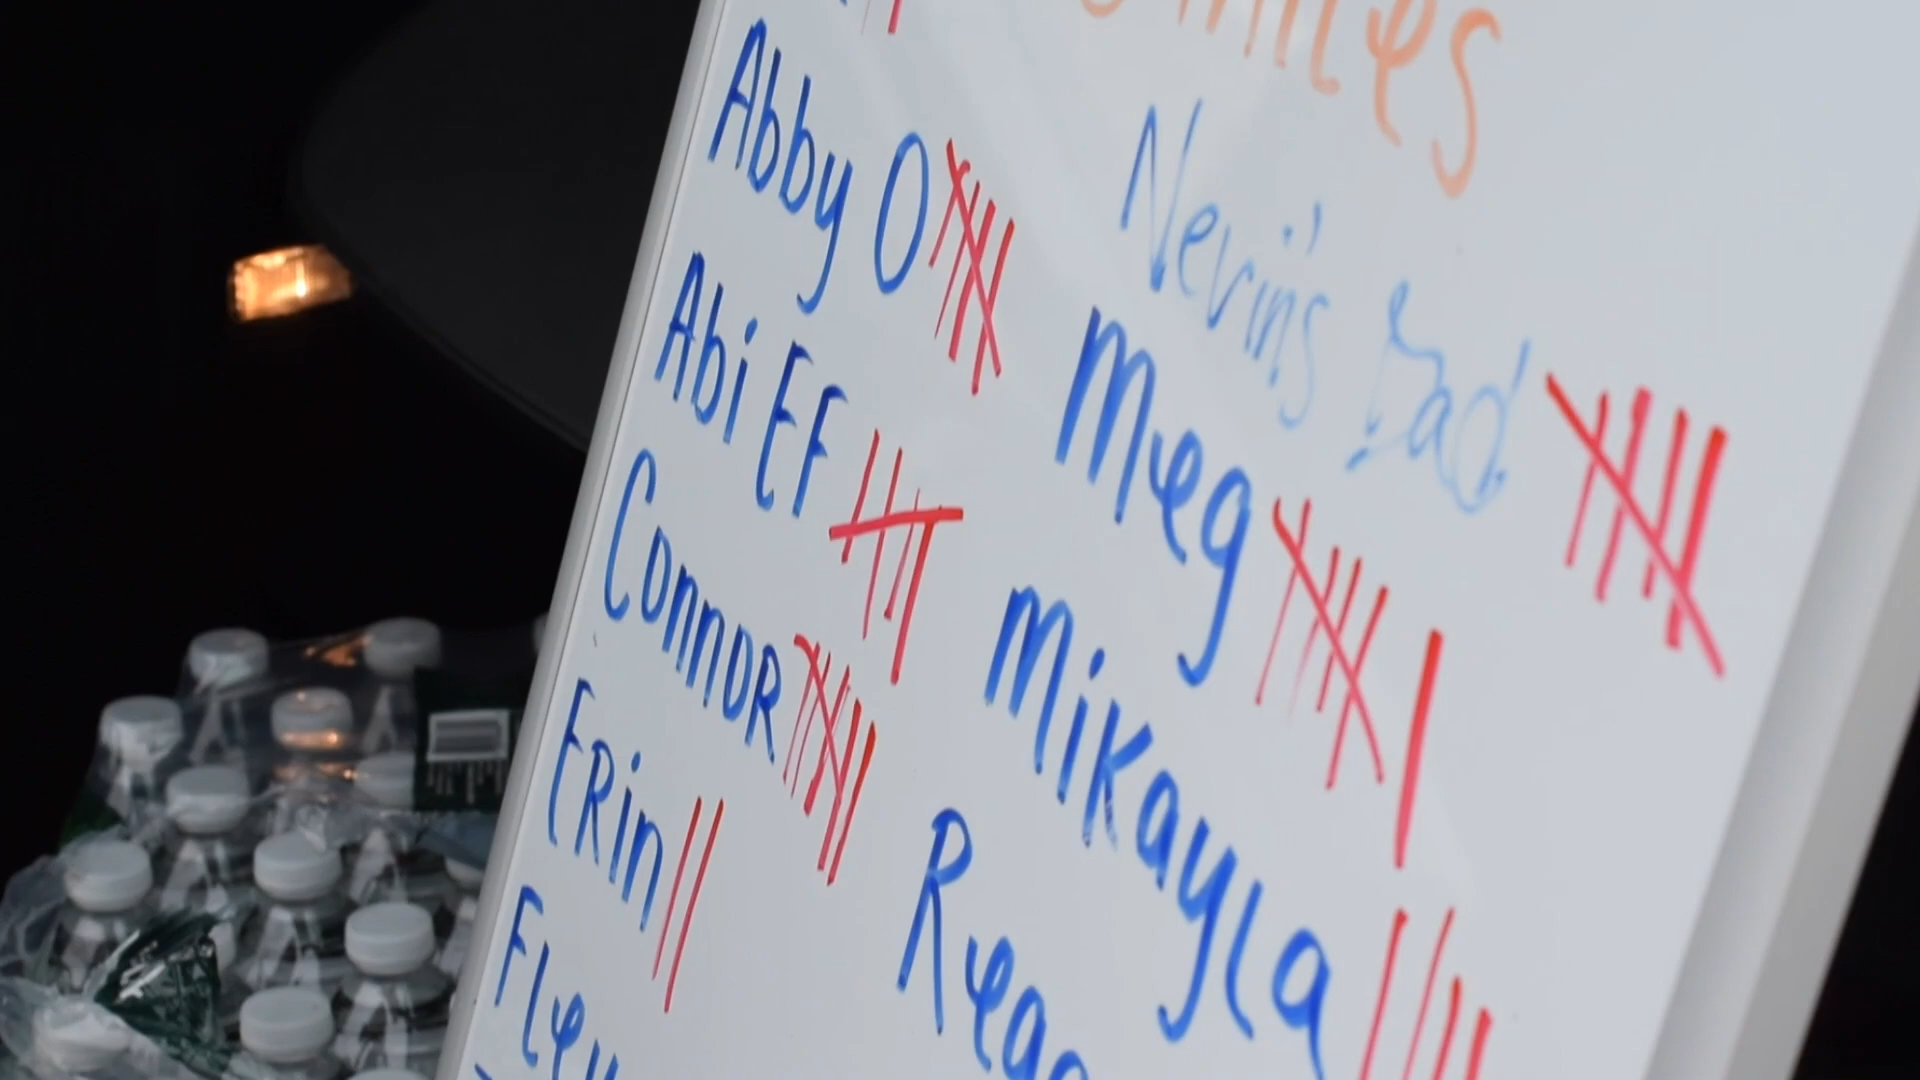 Abby O
Abi EF
Connor
Erin
Nevin's Dad
Meg
Mikayla